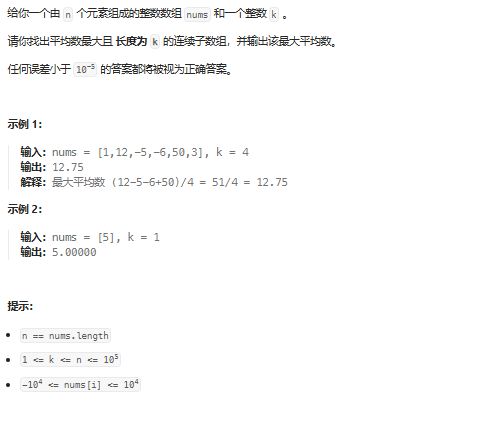 给你一个由 n 个元素组成的整数数组 nums 和一个整数 k 。
请你找出平均数最大且 长度为 k 的连续子数组，并输出该最大平均数。
任何误差小于 10⁻⁵ 的答案都将被视为正确答案。
示例 1：
输入：nums = [1,12,-5,-6,50,3], k = 4
输出：12.75
解释：最大平均数 (12-5-6+50)/4 = 51/4 = 12.75
示例 2：
输入：nums = [5], k = 1
输出：5.00000
提示：
n == nums.length
1 <= k <= n <= 10⁵
-10⁴ <= nums[i] <= 10⁴